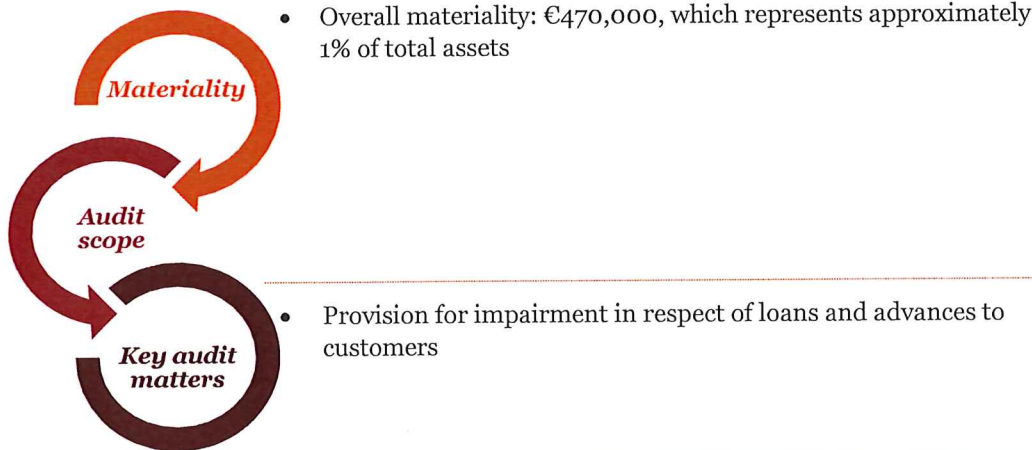 • Overall materiality: €470,000, which represents approximately
1% of total assets
Materiality
Audit
scope
• Provision for impairment in respect of loans and advances to
customers
Key audit
matters